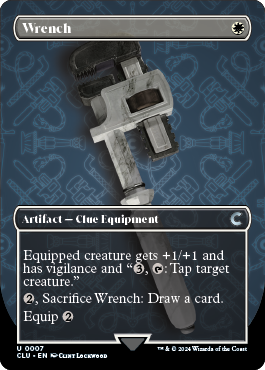 Wrench
Artifact — Clue Equipment
Equipped creature gets +1/+1 and
has vigilance and “3, T: Tap target
creature.”
2, Sacrifice Wrench: Draw a card.
Equip 2
U 0007
CLU • EN Clint Lockwood
™ & © 2024 Wizards of the Coast